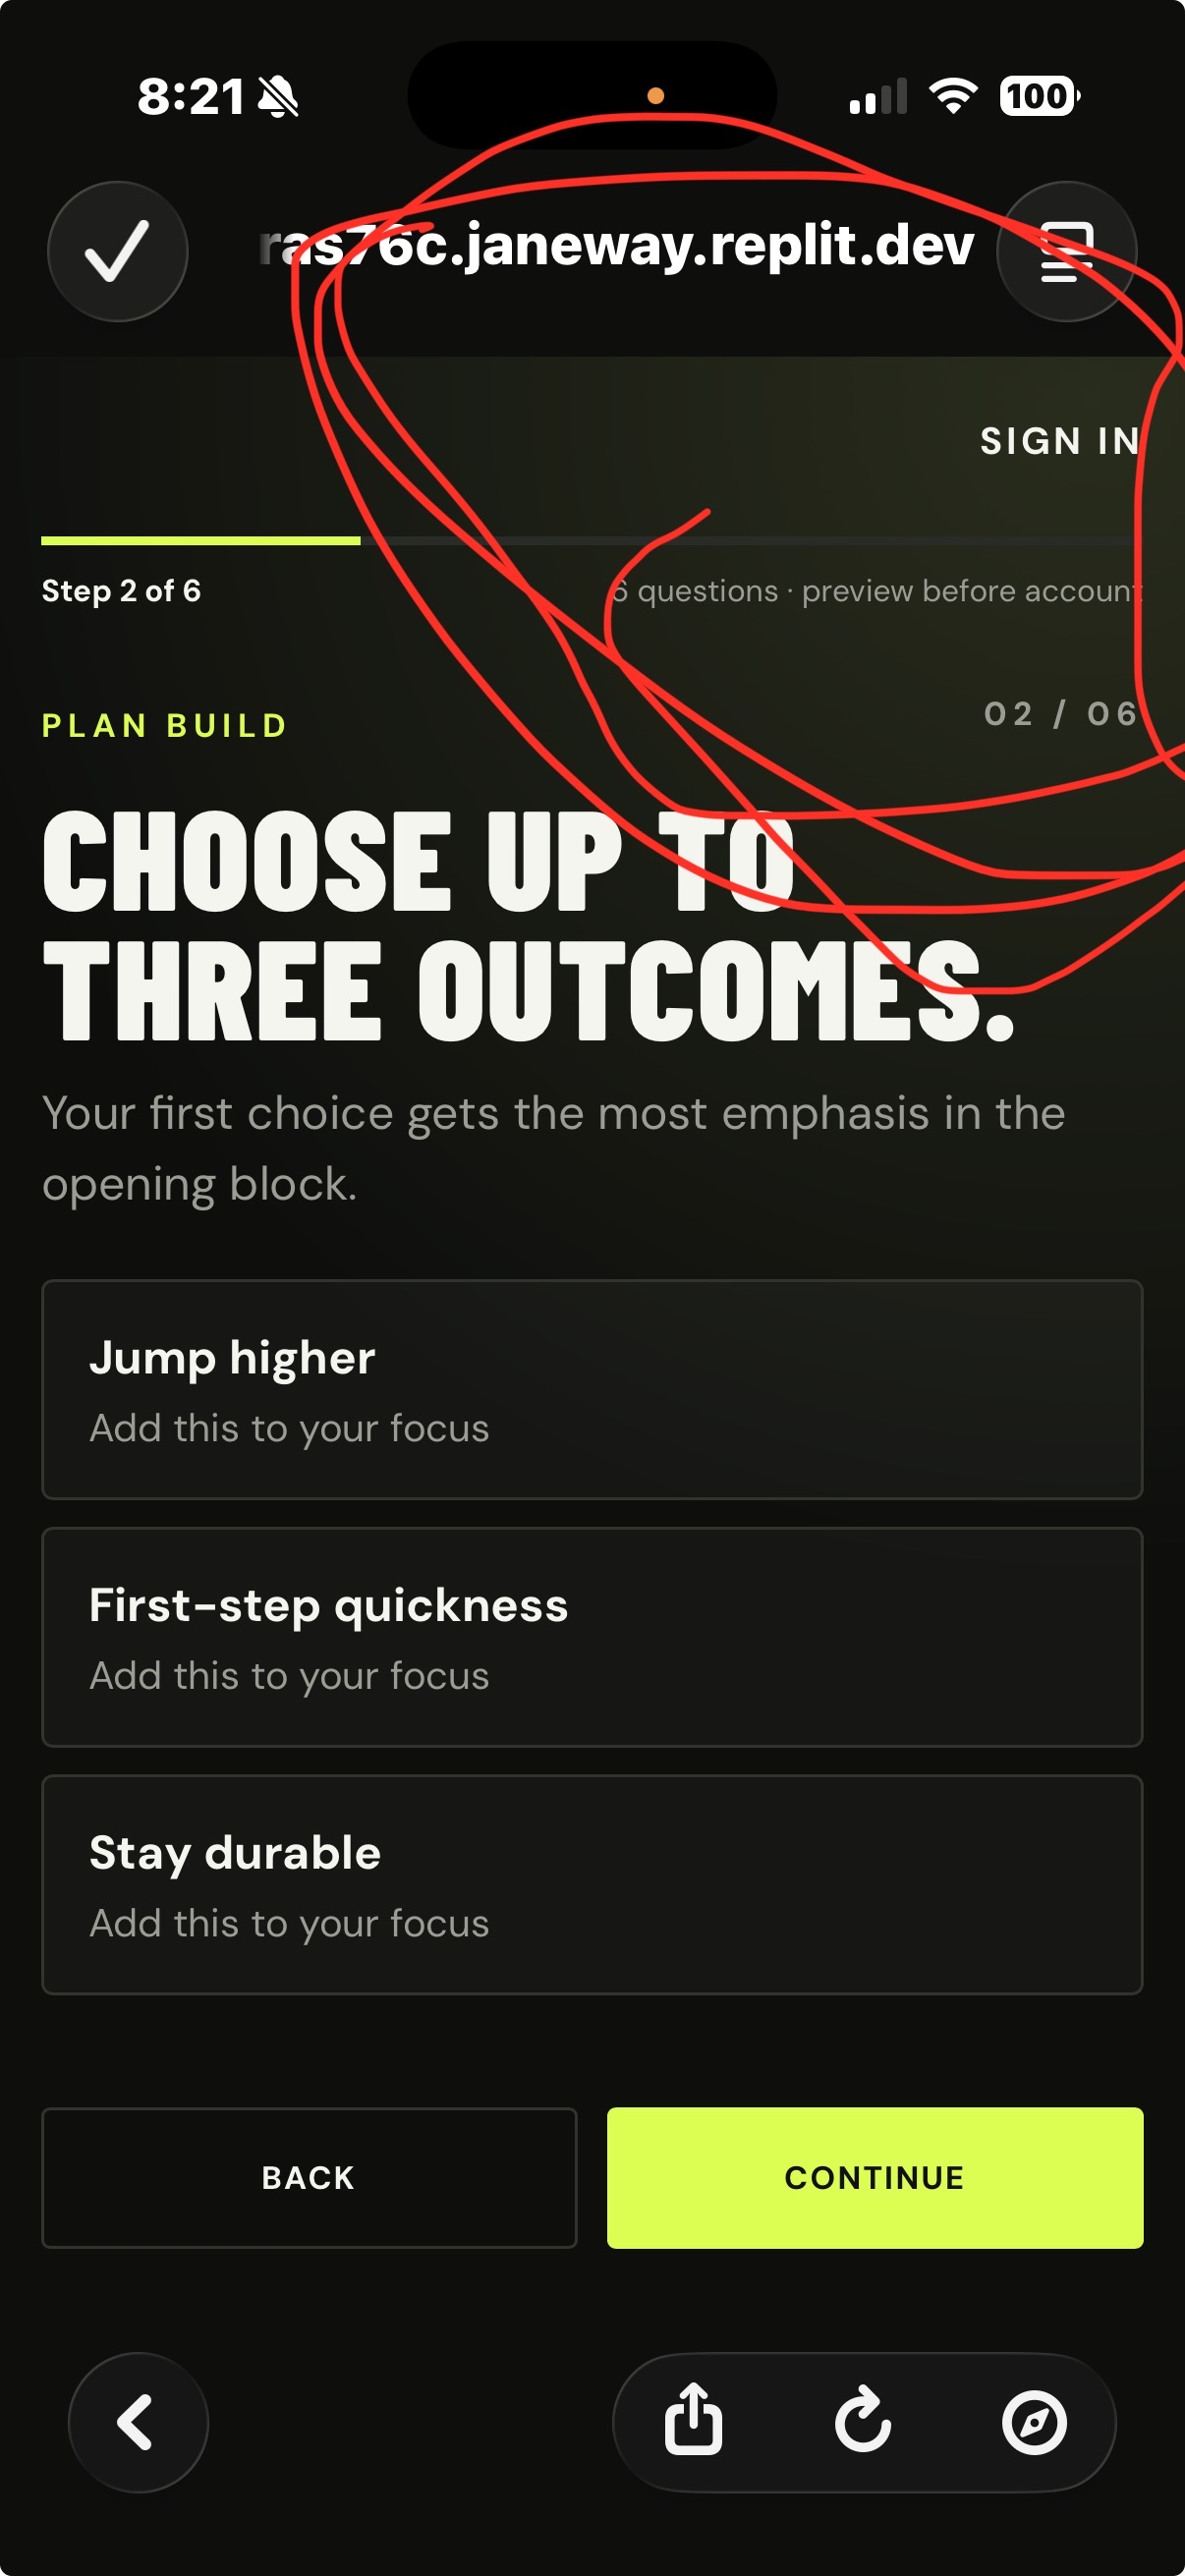 8:21
100
ras76c.janeway.replit.dev
SIGN IN
Step 2 of 6
6 questions · preview before account
PLAN BUILD
02 / 06
CHOOSE UP TO
THREE OUTCOMES.
Your first choice gets the most emphasis in the
opening block.
Jump higher
Add this to your focus
First-step quickness
Add this to your focus
Stay durable
Add this to your focus
BACK
CONTINUE